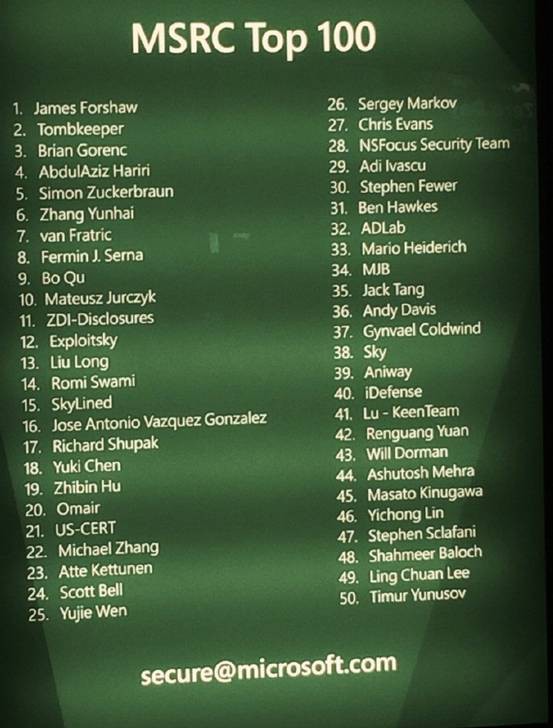 MSRC Top 100
1. James Forshaw
2. Tombkeeper
3. Brian Gorenc
4. AbdulAziz Hariri
5. Simon Zuckerbraun
6. Zhang Yunhai
7. van Fratric
8. Fermin J. Serna
9. Bo Qu
10. Mateusz Jurczyk
11. ZDI-Disclosures
12. Exploitsky
13. Liu Long
14. Romi Swami
15. SkyLined
16. Jose Antonio Vazquez Gonzalez
17. Richard Shupak
18. Yuki Chen
19. Zhibin Hu
20. Omair
21. US-CERT
22. Michael Zhang
23. Atte Kettunen
24. Scott Bell
25. Yujie Wen
26. Sergey Markov
27. Chris Evans
28. NSFocus Security Team
29. Adi Ivascu
30. Stephen Fewer
31. Ben Hawkes
32. ADLab
33. Mario Heiderich
34. MJB
35. Jack Tang
36. Andy Davis
37. Gynvael Coldwind
38. Sky
39. Aniway
40. iDefense
41. Lu - KeenTeam
42. Renguang Yuan
43. Will Dorman
44. Ashutosh Mehra
45. Masato Kinugawa
46. Yichong Lin
47. Stephen Sclafani
48. Shahmeer Baloch
49. Ling Chuan Lee
50. Timur Yunusov
secure@microsoft.com